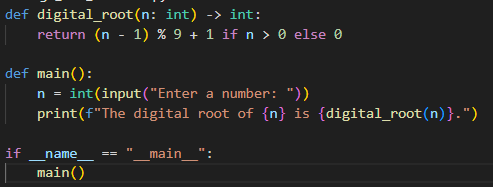 def digital_root(n: int) -> int:
    return (n - 1) % 9 + 1 if n > 0 else 0

def main():
    n = int(input("Enter a number: "))
    print(f"The digital root of {n} is {digital_root(n)}.")

if __name__ == "__main__":
    main()